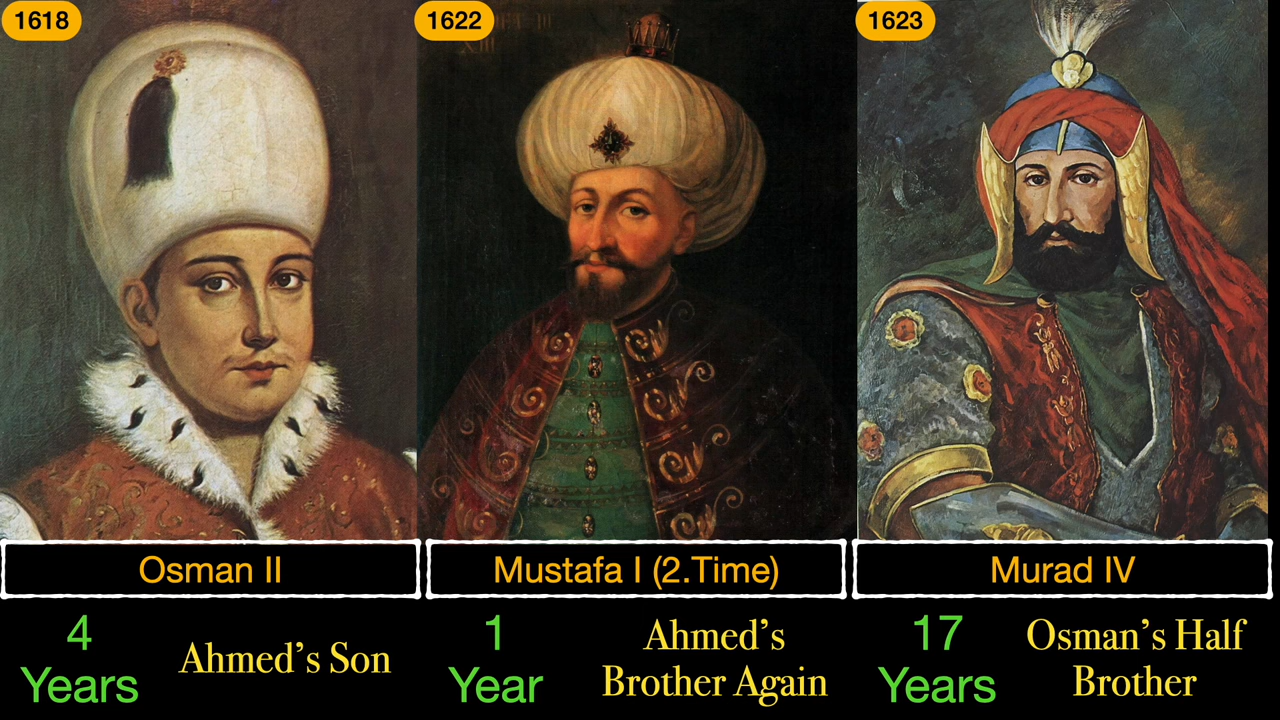 1618
1622
1623
Osman II
Mustafa I (2.Time)
Murad IV
4
Years
Ahmed’s Son
1
Year
Ahmed’s
Brother Again
17
Years
Osman’s Half
Brother